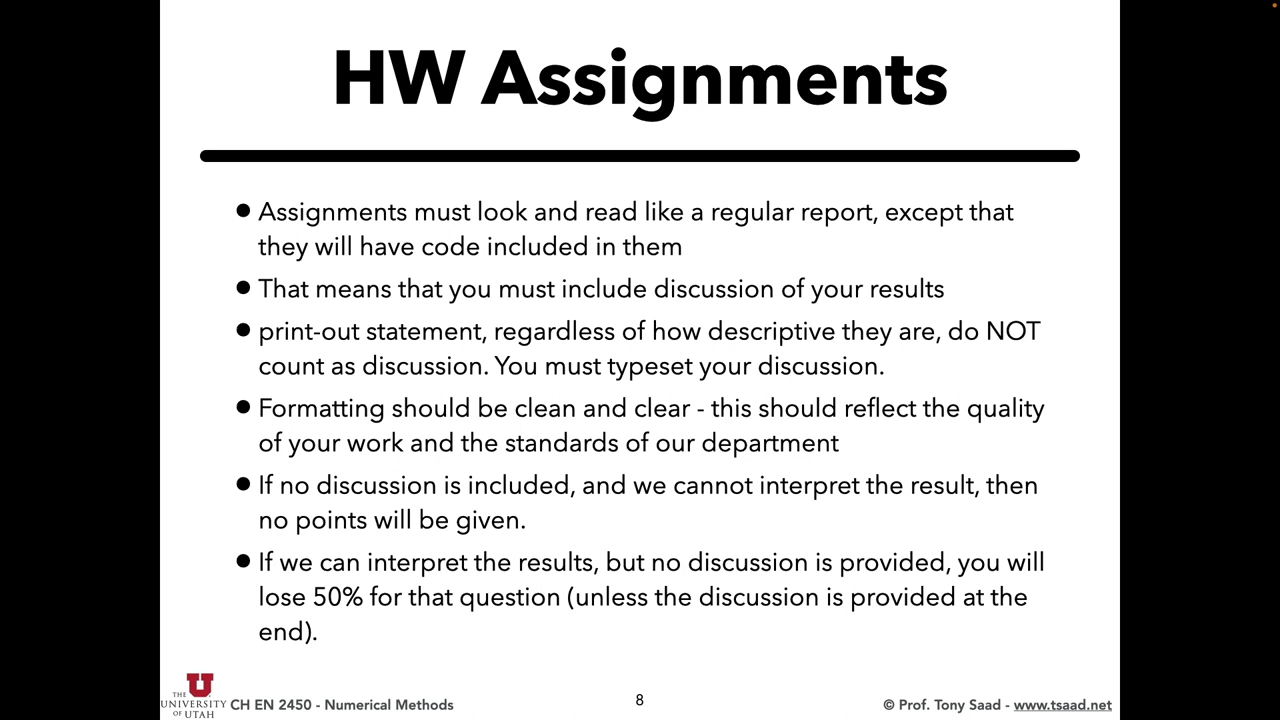 HW Assignments
● Assignments must look and read like a regular report, except that
they will have code included in them
● That means that you must include discussion of your results
● print-out statement, regardless of how descriptive they are, do NOT
count as discussion. You must typeset your discussion.
● Formatting should be clean and clear - this should reflect the quality
of your work and the standards of our department
● If no discussion is included, and we cannot interpret the result, then
no points will be given.
● If we can interpret the results, but no discussion is provided, you will
lose 50% for that question (unless the discussion is provided at the
end).
U
THE
UNIVERSITY
OF UTAH
CH EN 2450 - Numerical Methods
8
© Prof. Tony Saad - www.tsaad.net